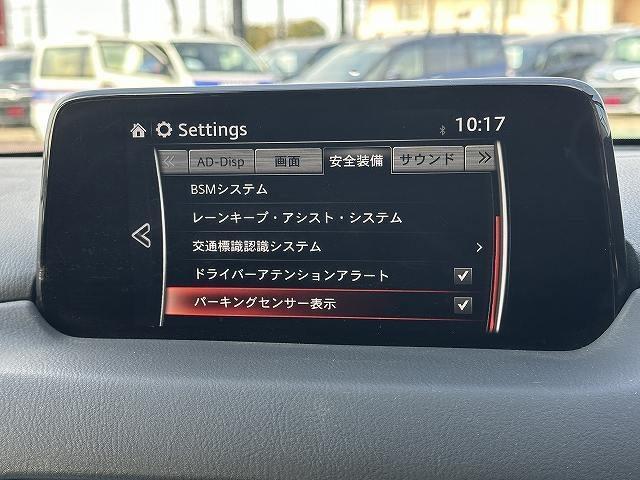 Settings
10:17
AD-Disp 画面 安全装備 サウンド
BSMシステム
レーンキープ・アシスト・システム
交通標識認識システム
ドライバーアテンションアラート
パーキングセンサー表示